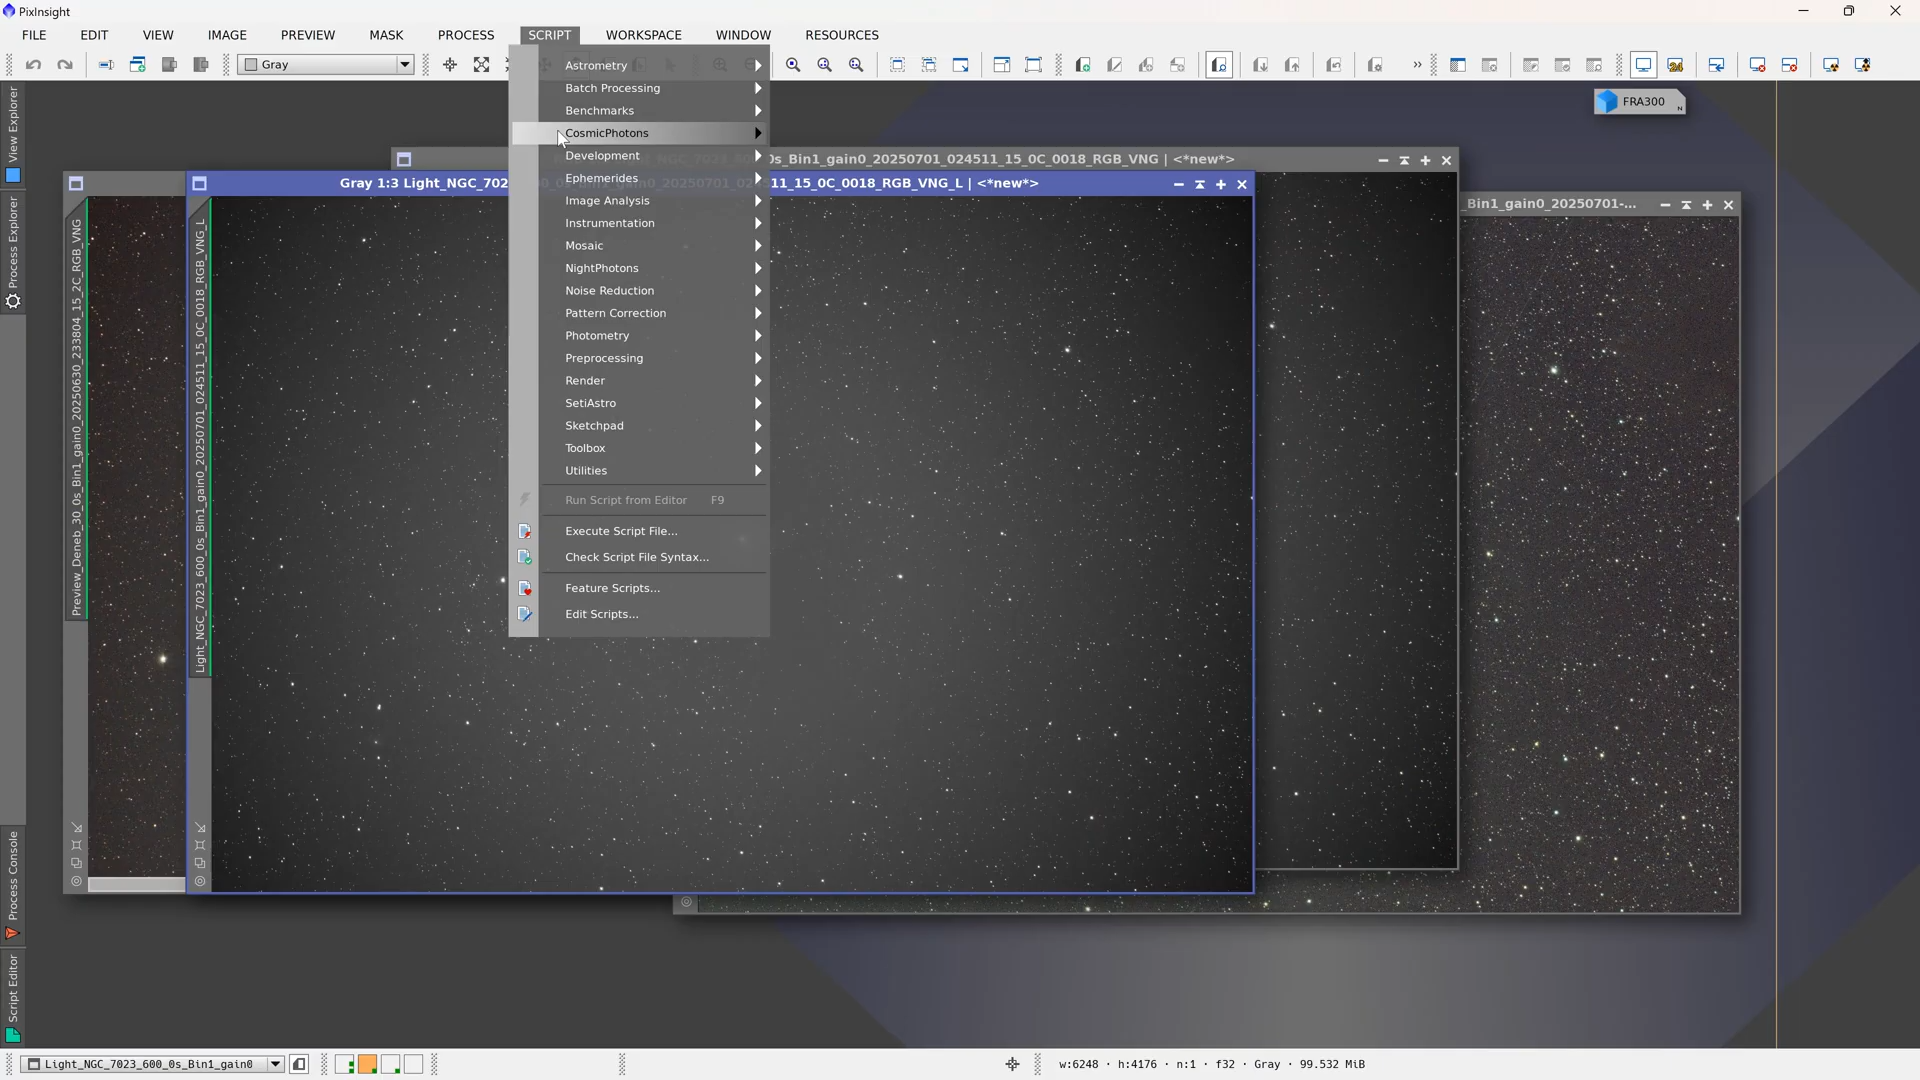 PixInsight
FILE EDIT VIEW IMAGE PREVIEW MASK PROCESS SCRIPT WORKSPACE WINDOW RESOURCES
Gray
24
FRA300
N
View Explorer
Process Explorer
Process Console
Script Editor
Astrometry
Batch Processing
Benchmarks
CosmicPhotons
Development
Ephemerides
Image Analysis
Instrumentation
Mosaic
NightPhotons
Noise Reduction
Pattern Correction
Photometry
Preprocessing
Render
SetiAstro
Sketchpad
Toolbox
Utilities
Run Script from Editor F9
Execute Script File...
Check Script File Syntax...
Feature Scripts...
Edit Scripts...
0s_Bin1_gain0_20250701_024511_15_0C_0018_RGB_VNG | <*new*>
Gray 1:3 Light_NGC_702
11_15_0C_0018_RGB_VNG_L | <*new*>
_Bin1_gain0_20250701-...
Preview_Deneb_30_0s_Bin1_gain0_20250630_233804_15_2C_RGB_VNG
Light_NGC_7023_600_0s_Bin1_gain0_20250701_024511_15_0C_0018_RGB_VNG_L
Light_NGC_7023_600_0s_Bin1_gain0
w:6248 · h:4176 · n:1 · f32 · Gray · 99.532 MiB